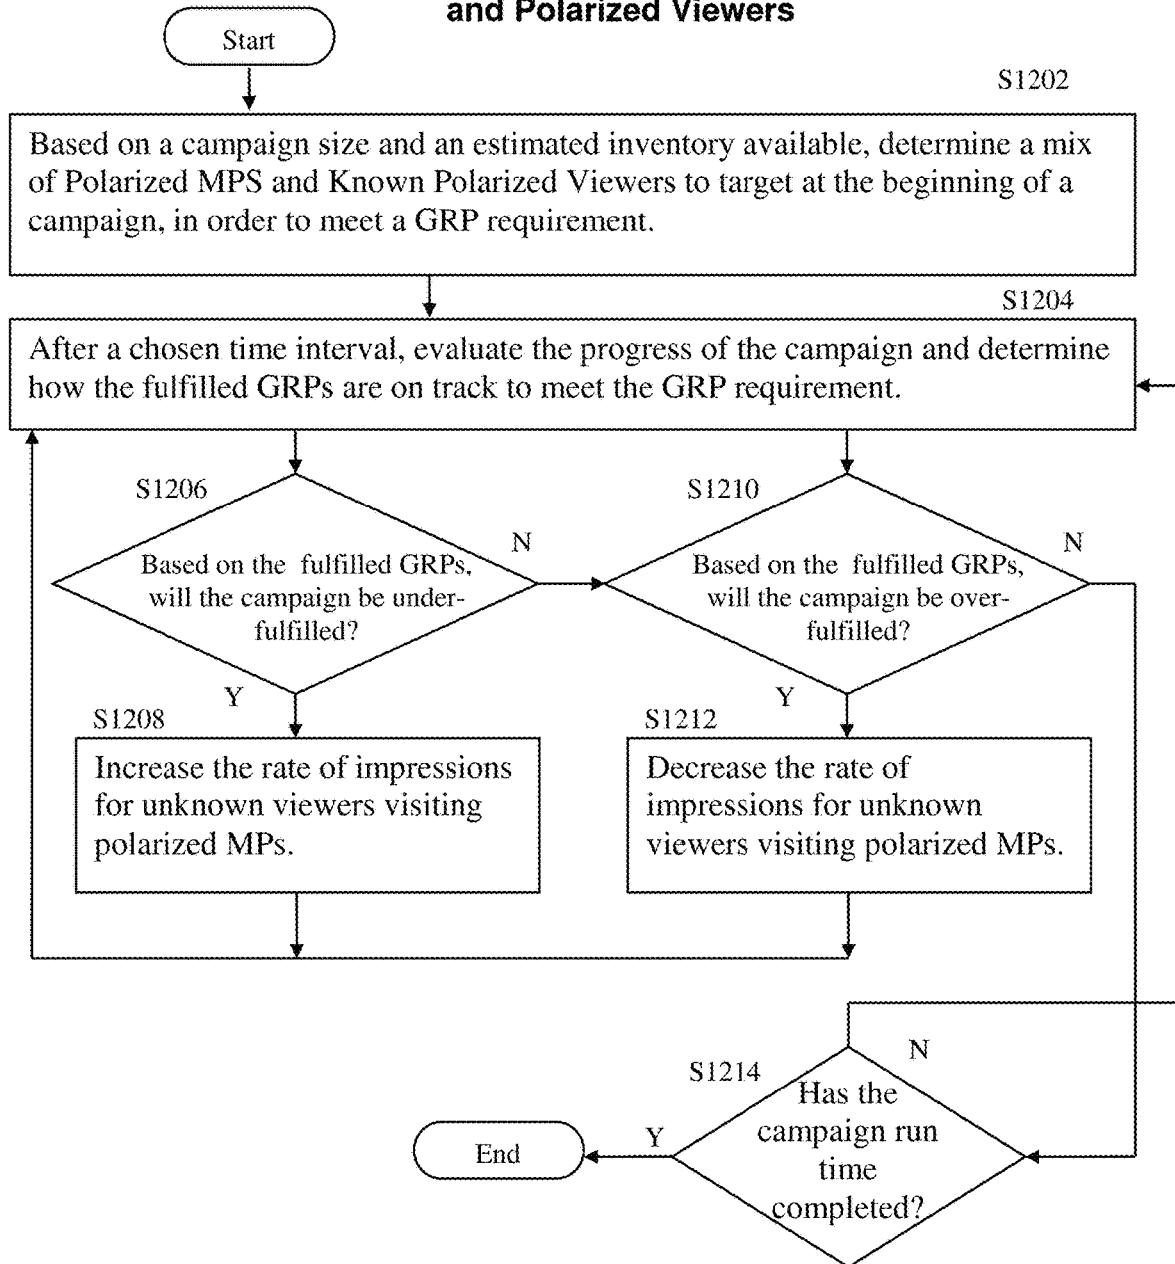 and Polarized Viewers
Start
S1202
Based on a campaign size and an estimated inventory available, determine a mix
of Polarized MPS and Known Polarized Viewers to target at the beginning of a
campaign, in order to meet a GRP requirement.
S1204
After a chosen time interval, evaluate the progress of the campaign and determine
how the fulfilled GRPs are on track to meet the GRP requirement.
S1206
N
Based on the fulfilled GRPs,
will the campaign be under-
fulfilled?
Y
S1210
N
Based on the fulfilled GRPs,
will the campaign be over-
fulfilled?
Y
S1208
Increase the rate of impressions
for unknown viewers visiting
polarized MPs.
S1212
Decrease the rate of
impressions for unknown
viewers visiting polarized MPs.
S1214
N
Has the
campaign run
time
completed?
Y
End